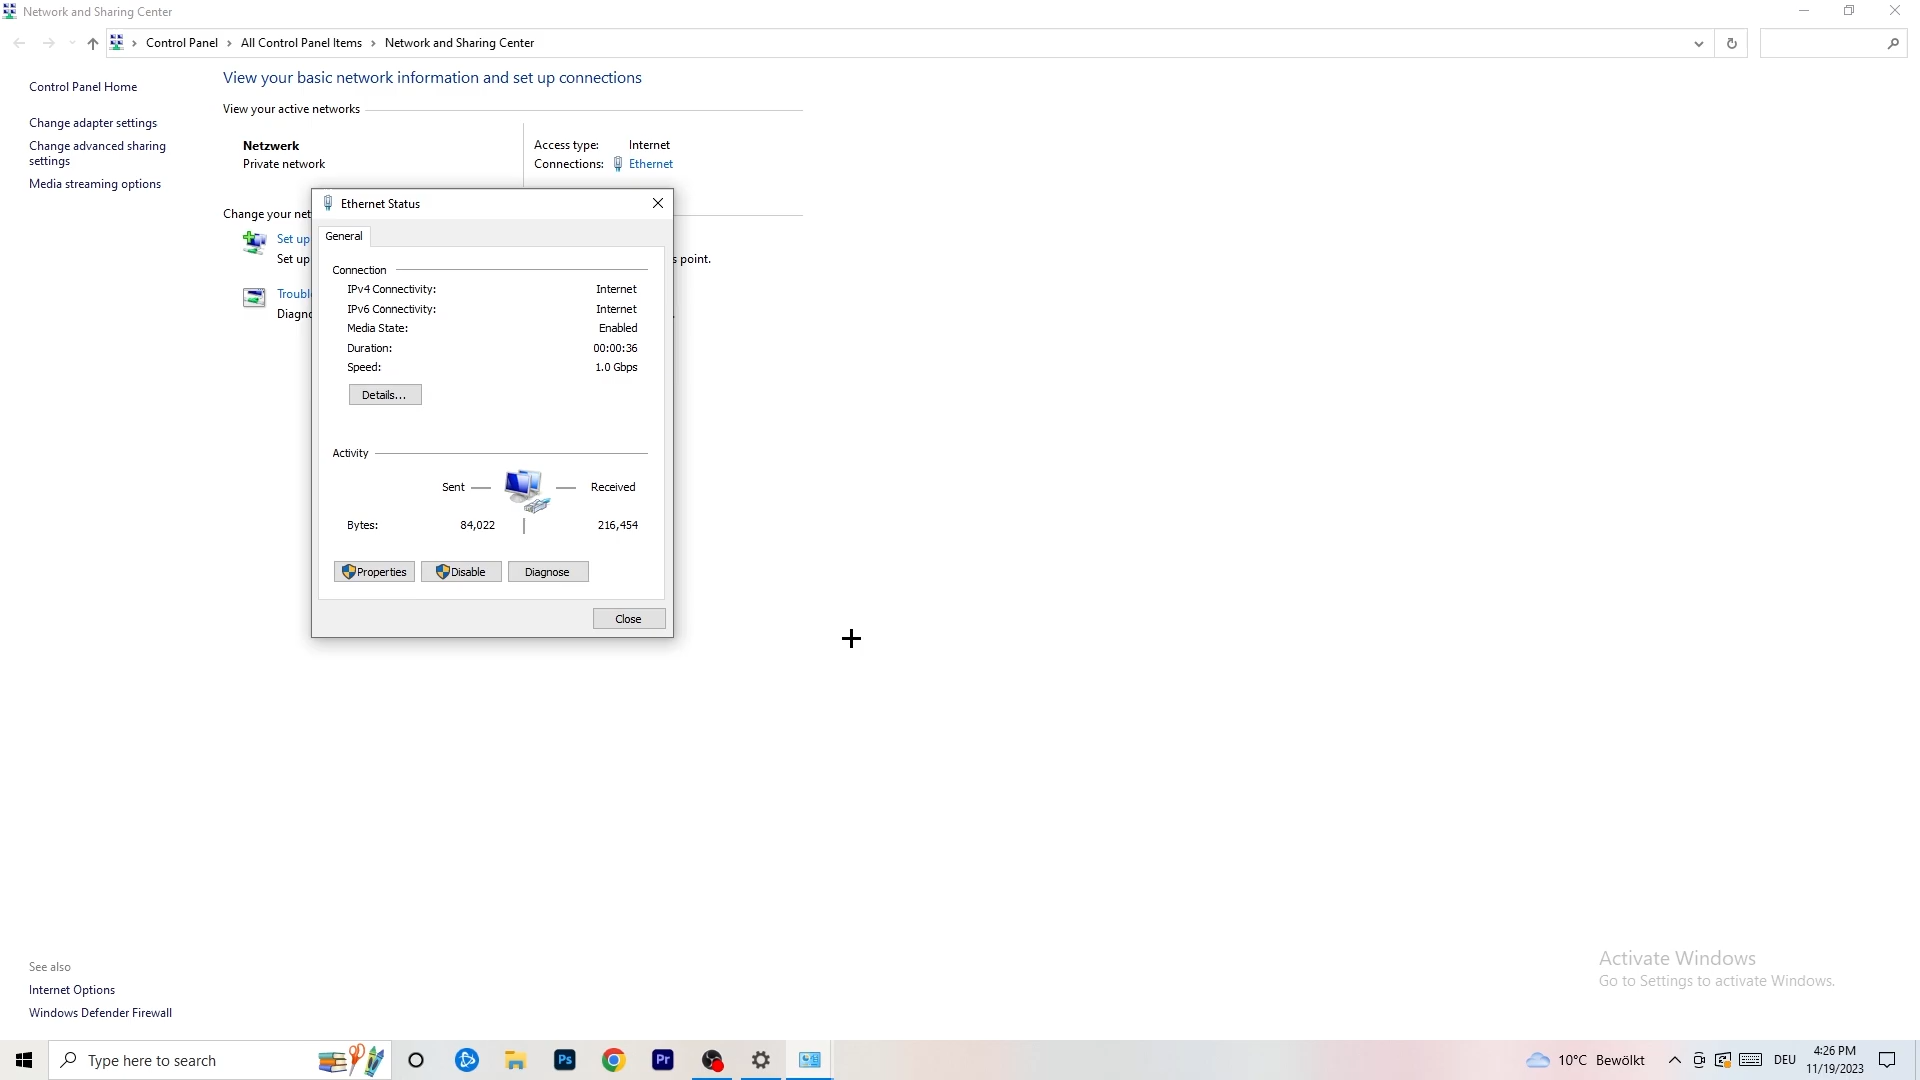 Network and Sharing Center
Control Panel
All Control Panel Items
Network and Sharing Center
Control Panel Home
Change adapter settings
Change advanced sharing
settings
Media streaming options
View your basic network information and set up connections
View your active networks
Netzwerk
Private network
Access type: Internet
Connections: Ethernet
Change your net
Set up
Set up s point.
Troubl
Diagno
Ethernet Status
General
Connection
IPv4 Connectivity: Internet
IPv6 Connectivity: Internet
Media State: Enabled
Duration: 00:00:36
Speed: 1.0 Gbps
Details...
Activity
Sent Received
Bytes: 84,022 216,454
Properties Disable Diagnose
Close
See also
Internet Options
Windows Defender Firewall
Activate Windows
Go to Settings to activate Windows.
Type here to search
Ps
Pr
10°C Bewölkt
DEU
4:26 PM
11/19/2023